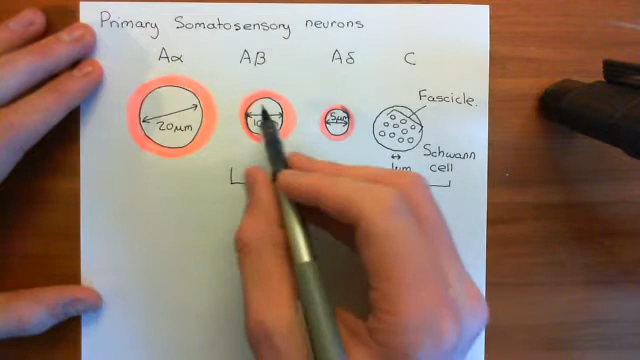 Primary Somatosensory neurons
Aα Aβ Aδ C
Fascicle.
20μm 5μm
Schwann
cell
1μm